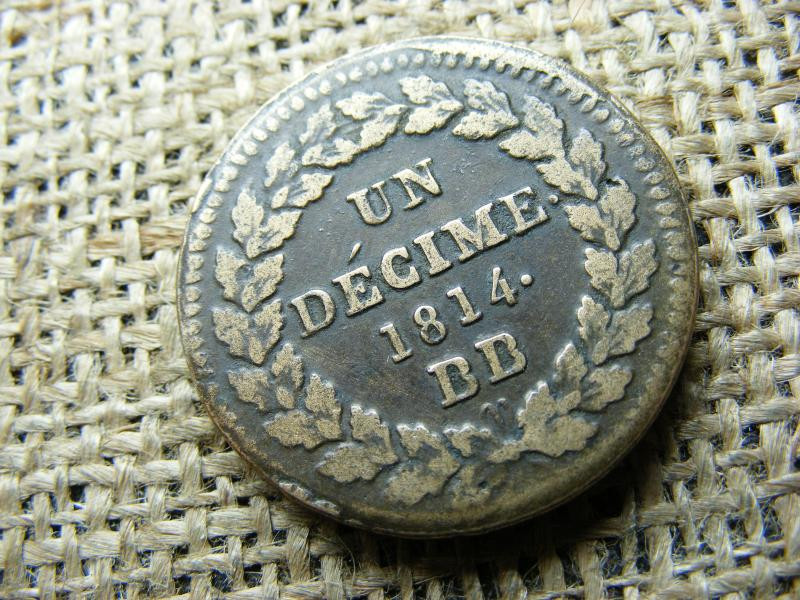 UN
DÉCIME.
1814.
BB